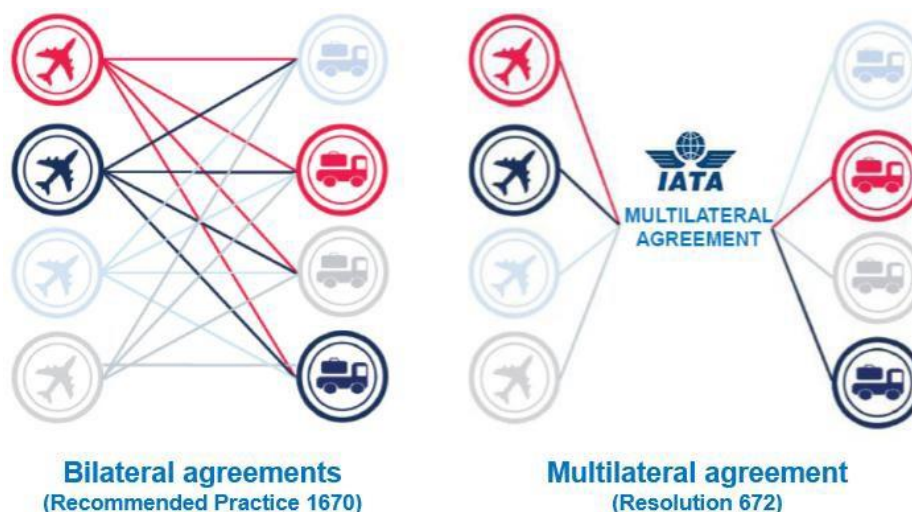 IATA
MULTILATERAL
AGREEMENT
Bilateral agreements
(Recommended Practice 1670)
Multilateral agreement
(Resolution 672)